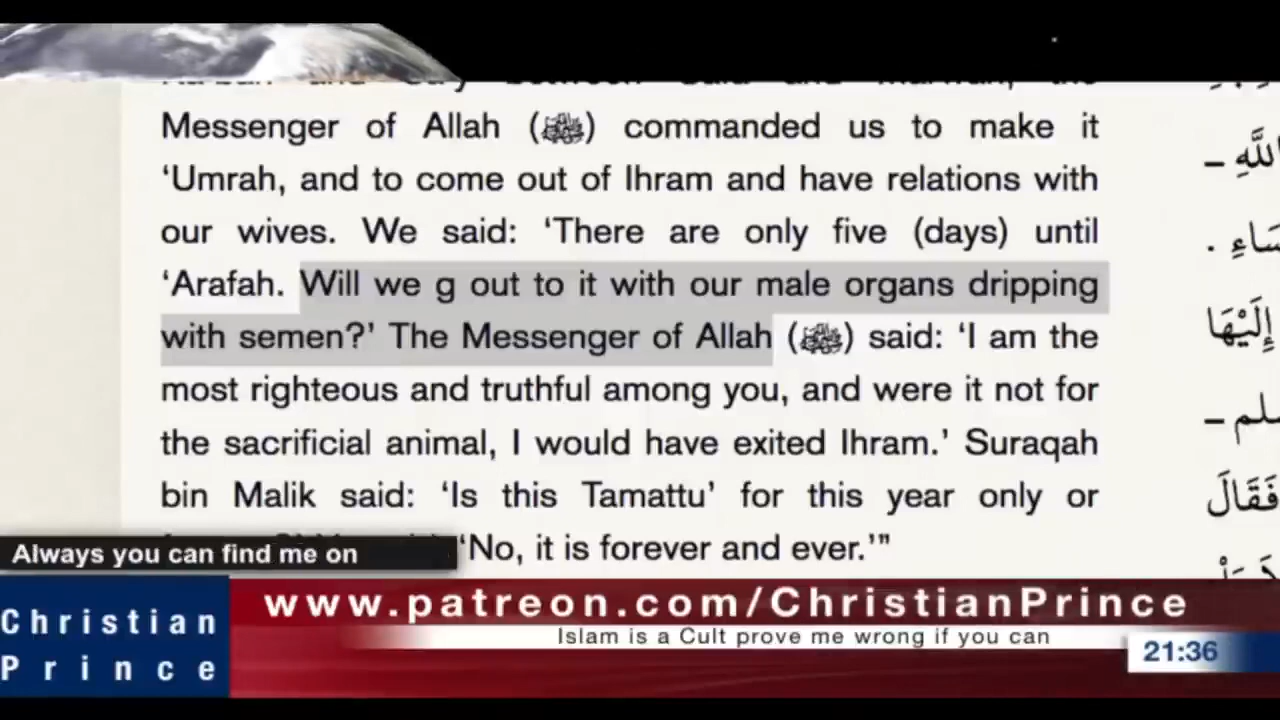 Messenger of Allah (ﷺ) commanded us to make it
‘Umrah, and to come out of Ihram and have relations with
our wives. We said: ‘There are only five (days) until
‘Arafah. Will we g out to it with our male organs dripping
with semen?’ The Messenger of Allah (ﷺ) said: ‘I am the
most righteous and truthful among you, and were it not for
the sacrificial animal, I would have exited Ihram.’ Suraqah
bin Malik said: ‘Is this Tamattu’ for this year only or
‘No, it is forever and ever.’”
اللَّهِ –
إِلَيْهَا
فَقَالَ
Always you can find me on
Christian
Prince
www.patreon.com/ChristianPrince
Islam is a Cult prove me wrong if you can
21:36